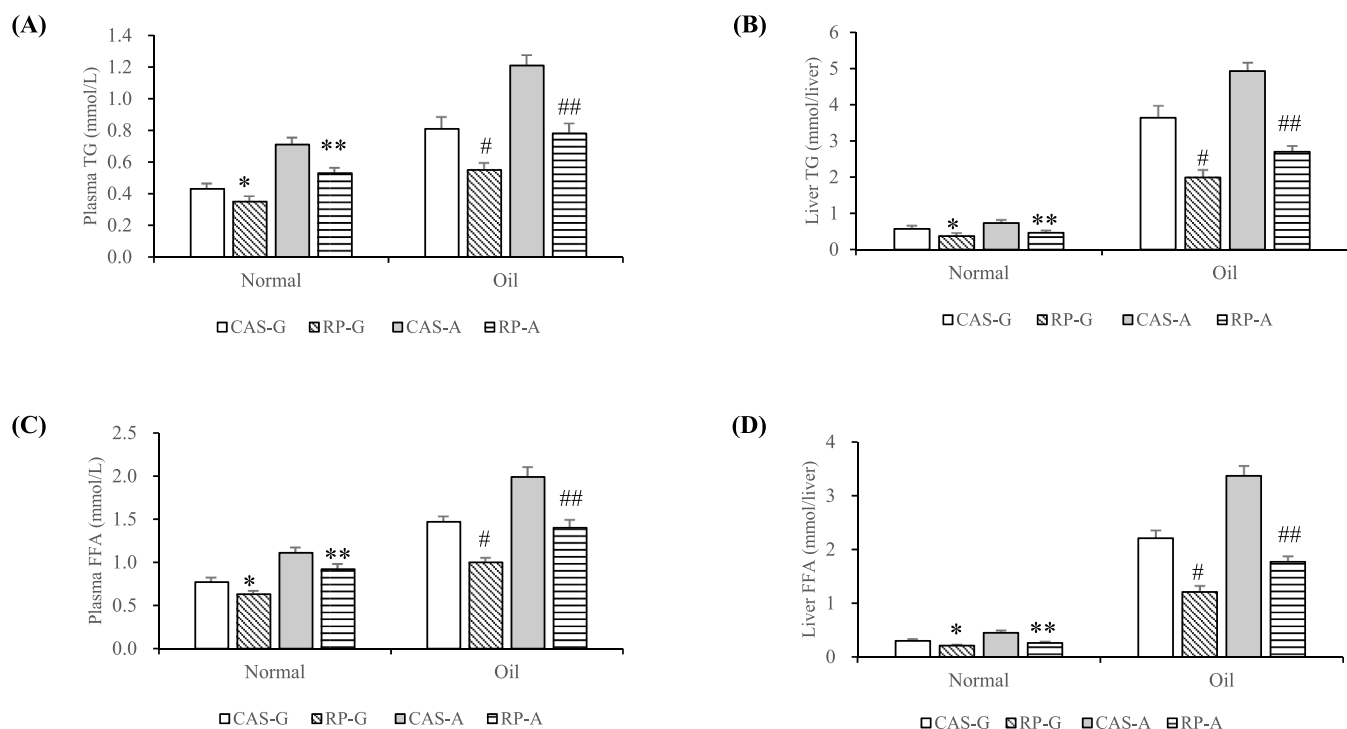 (A)
Plasma TG (mmol/L)
1.4
1.2
1.0
0.8
0.6
0.4
0.2
0.0
*
**
#
##
Normal Oil
CAS-G RP-G CAS-A RP-A
(B)
Liver TG (mmol/liver)
6
5
4
3
2
1
0
*
**
#
##
Normal Oil
CAS-G RP-G CAS-A RP-A
(C)
Plasma FFA (mmol/L)
2.5
2.0
1.5
1.0
0.5
0.0
*
**
#
##
Normal Oil
CAS-G RP-G CAS-A RP-A
(D)
Liver FFA (mmol/liver)
4
3
2
1
0
*
**
#
##
Normal Oil
CAS-G RP-G CAS-A RP-A